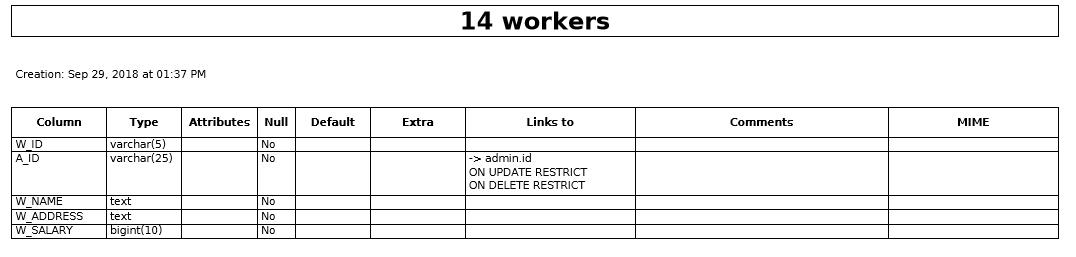 14 workers
Creation: Sep 29, 2018 at 01:37 PM
Column Type Attributes Null Default Extra Links to Comments MIME
W_ID varchar(5) No
A_ID varchar(25) No -> admin.id
ON UPDATE RESTRICT
ON DELETE RESTRICT
W_NAME text No
W_ADDRESS text No
W_SALARY bigint(10) No